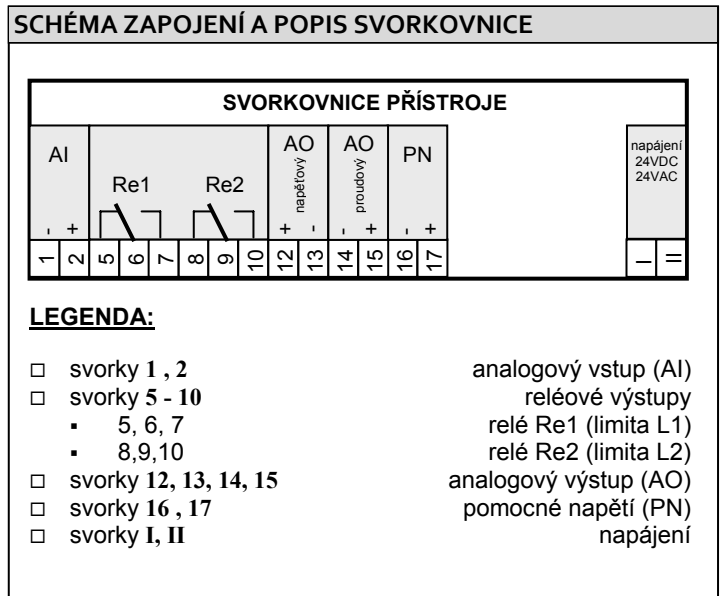 SCHÉMA ZAPOJENÍ A POPIS SVORKOVNICE
SVORKOVNICE PŘÍSTROJE
AI
Re1
Re2
AO
napěťový
AO
proudový
PN
napájení
24VDC
24VAC
- +
+ -
- +
- +
1 2 5 6 7 8 9 10 12 13 14 15 16 17 I II
LEGENDA:
□ svorky 1 , 2 analogový vstup (AI)
□ svorky 5 - 10 reléové výstupy
▪ 5, 6, 7 relé Re1 (limita L1)
▪ 8,9,10 relé Re2 (limita L2)
□ svorky 12, 13, 14, 15 analogový výstup (AO)
□ svorky 16 , 17 pomocné napětí (PN)
□ svorky I, II napájení